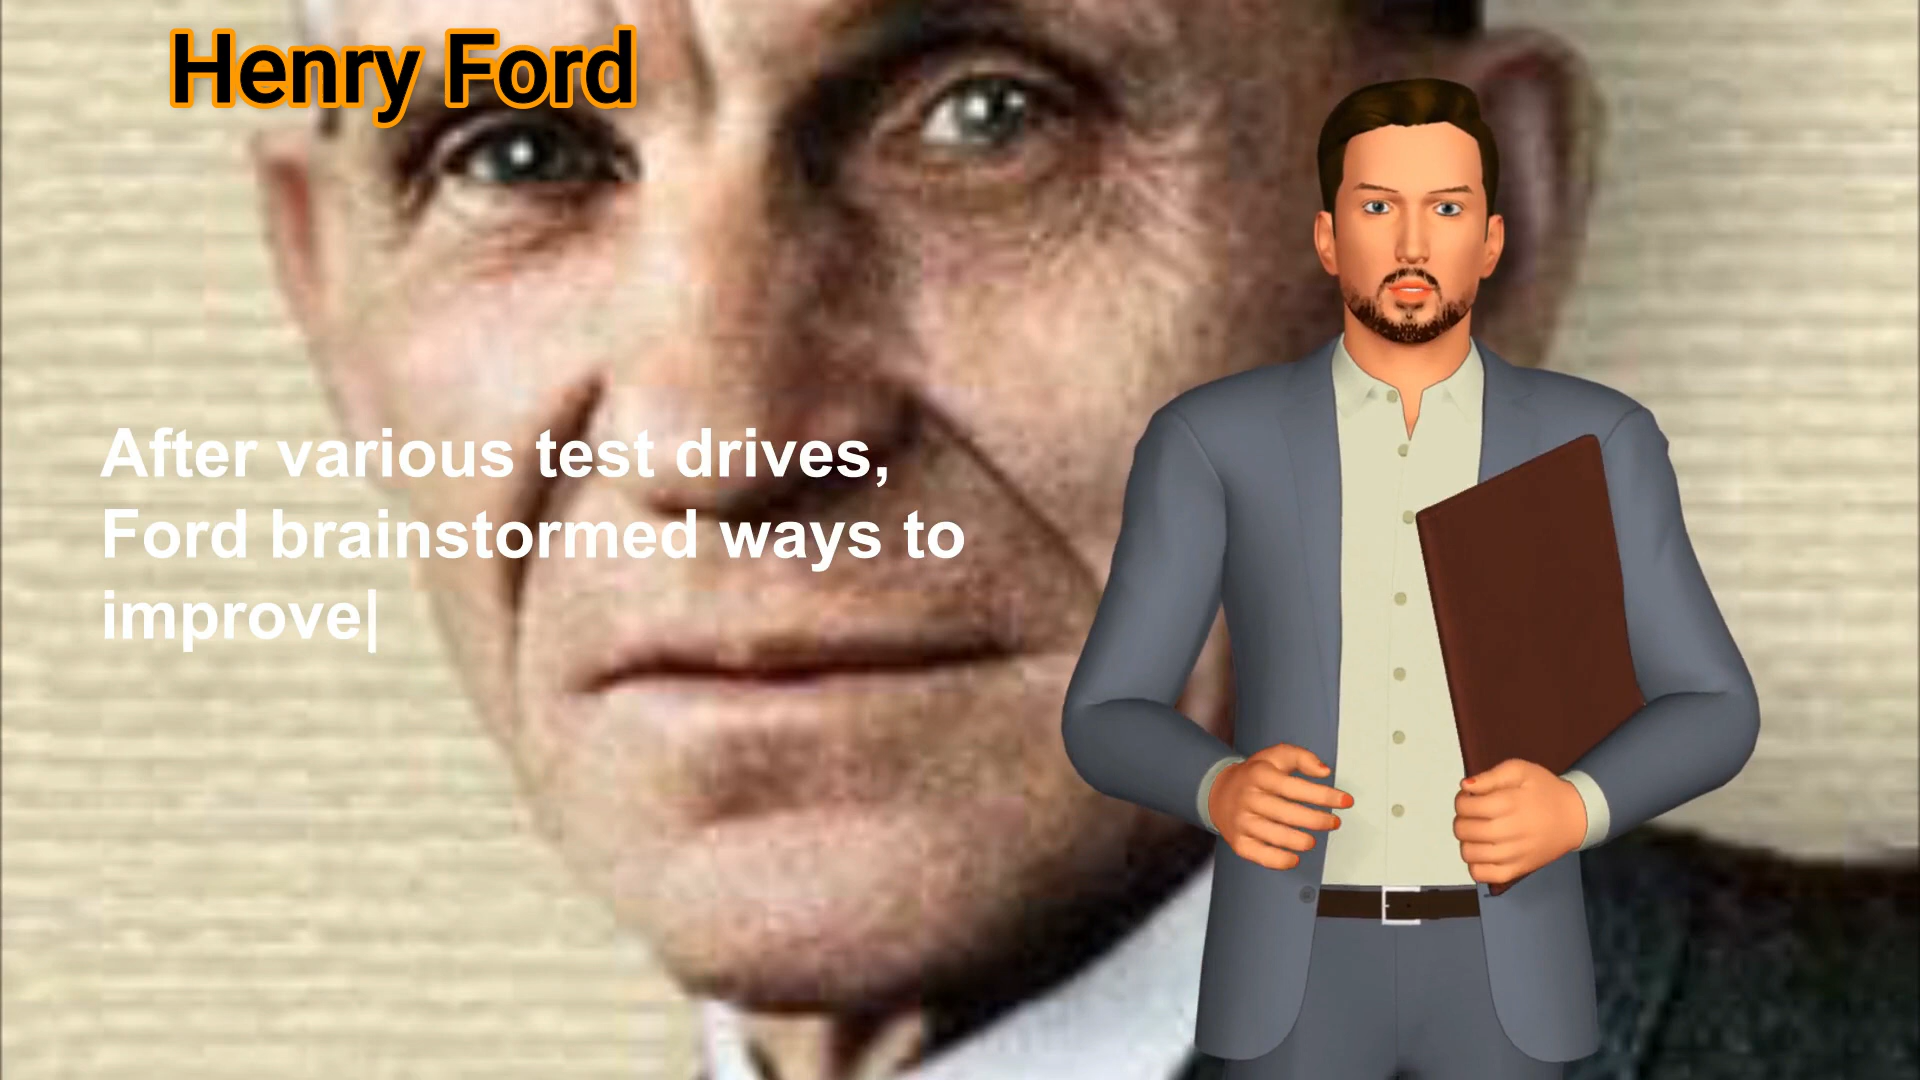 Henry Ford
After various test drives,
Ford brainstormed ways to
improve|